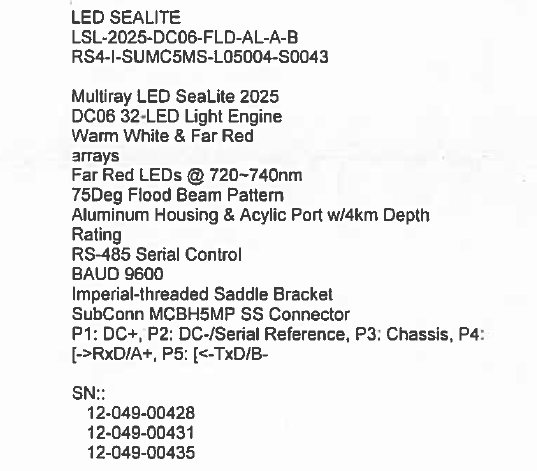 LED SEALITE
LSL-2025-DC06-FLD-AL-A-B
RS4-I-SUMC5MS-L05004-S0043
Multiray LED SeaLite 2025
DC06 32-LED Light Engine
Warm White & Far Red
arrays
Far Red LEDs @ 720~740nm
75Deg Flood Beam Pattern
Aluminum Housing & Acylic Port w/4km Depth
Rating
RS-485 Serial Control
BAUD 9600
Imperial-threaded Saddle Bracket
SubConn MCBH5MP SS Connector
P1: DC+, P2: DC-/Serial Reference, P3: Chassis, P4:
[->RxD/A+, P5: [<-TxD/B-
SN::
12-049-00428
12-049-00431
12-049-00435